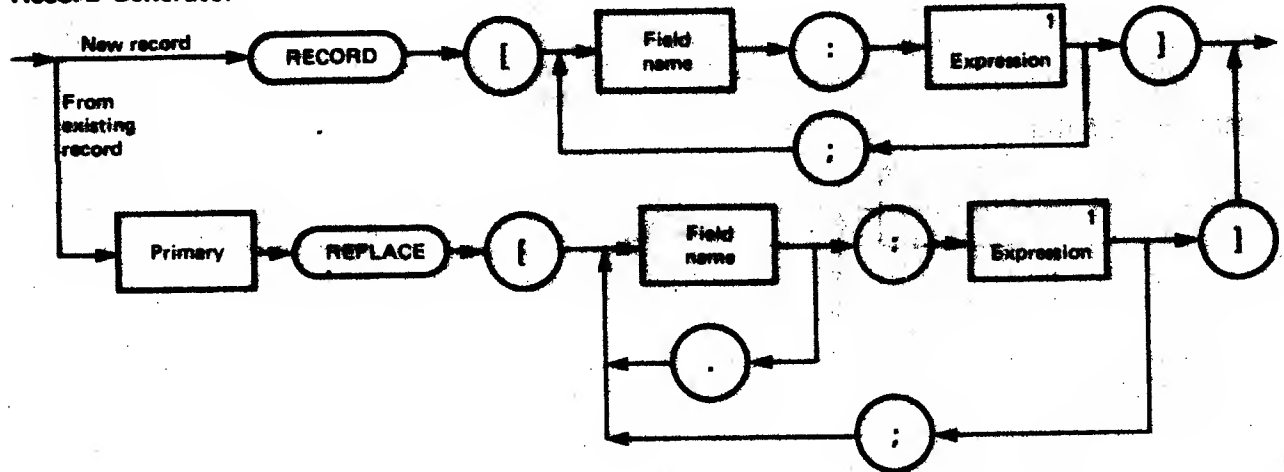 Record Generator
New record
RECORD
[
Field
name
:
1
Expression
]
From
existing
record
;
Primary
REPLACE
[
Field
name
:
1
Expression
]
.
;